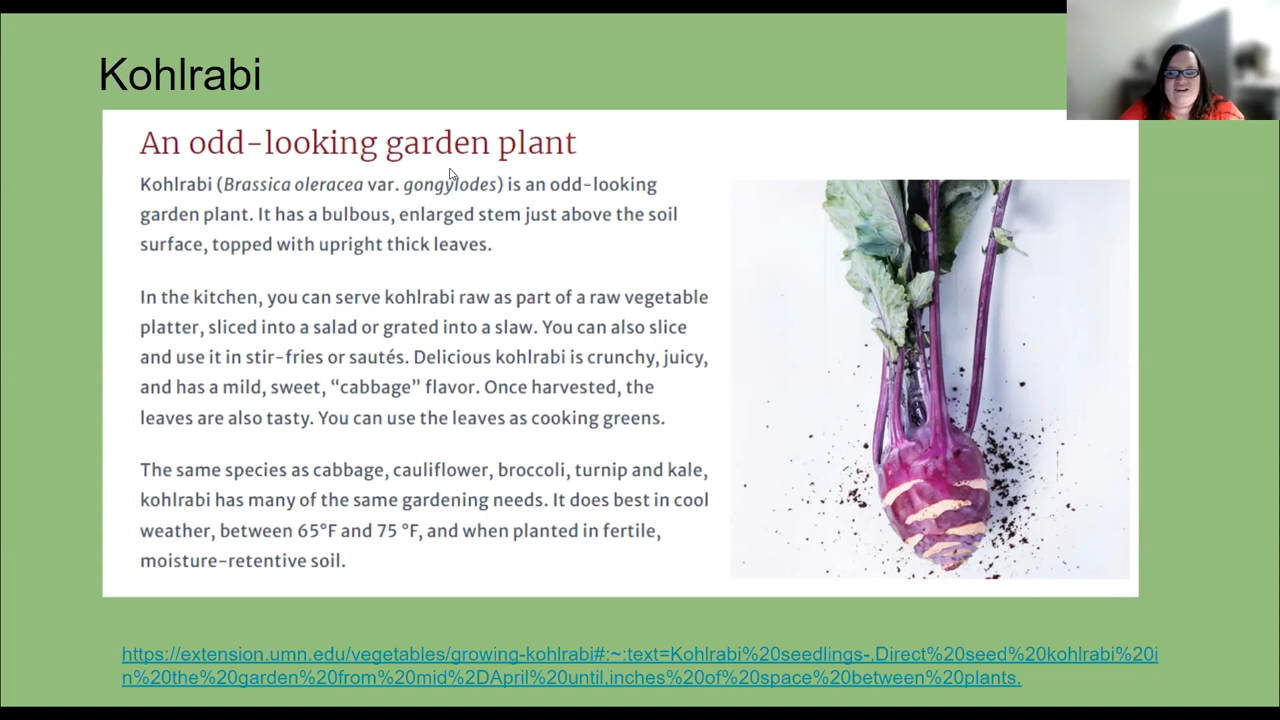 Kohlrabi
An odd-looking garden plant
Kohlrabi (Brassica oleracea var. gongylodes) is an odd-looking
garden plant. It has a bulbous, enlarged stem just above the soil
surface, topped with upright thick leaves.
In the kitchen, you can serve kohlrabi raw as part of a raw vegetable
platter, sliced into a salad or grated into a slaw. You can also slice
and use it in stir-fries or sautés. Delicious kohlrabi is crunchy, juicy,
and has a mild, sweet, “cabbage” flavor. Once harvested, the
leaves are also tasty. You can use the leaves as cooking greens.
The same species as cabbage, cauliflower, broccoli, turnip and kale,
kohlrabi has many of the same gardening needs. It does best in cool
weather, between 65°F and 75 °F, and when planted in fertile,
moisture-retentive soil.
https://extension.umn.edu/vegetables/growing-kohlrabi#:~:text=Kohlrabi%20seedlings-,Direct%20seed%20kohlrabi%20i
n%20the%20garden%20from%20mid%2DApril%20until,inches%20of%20space%20between%20plants.